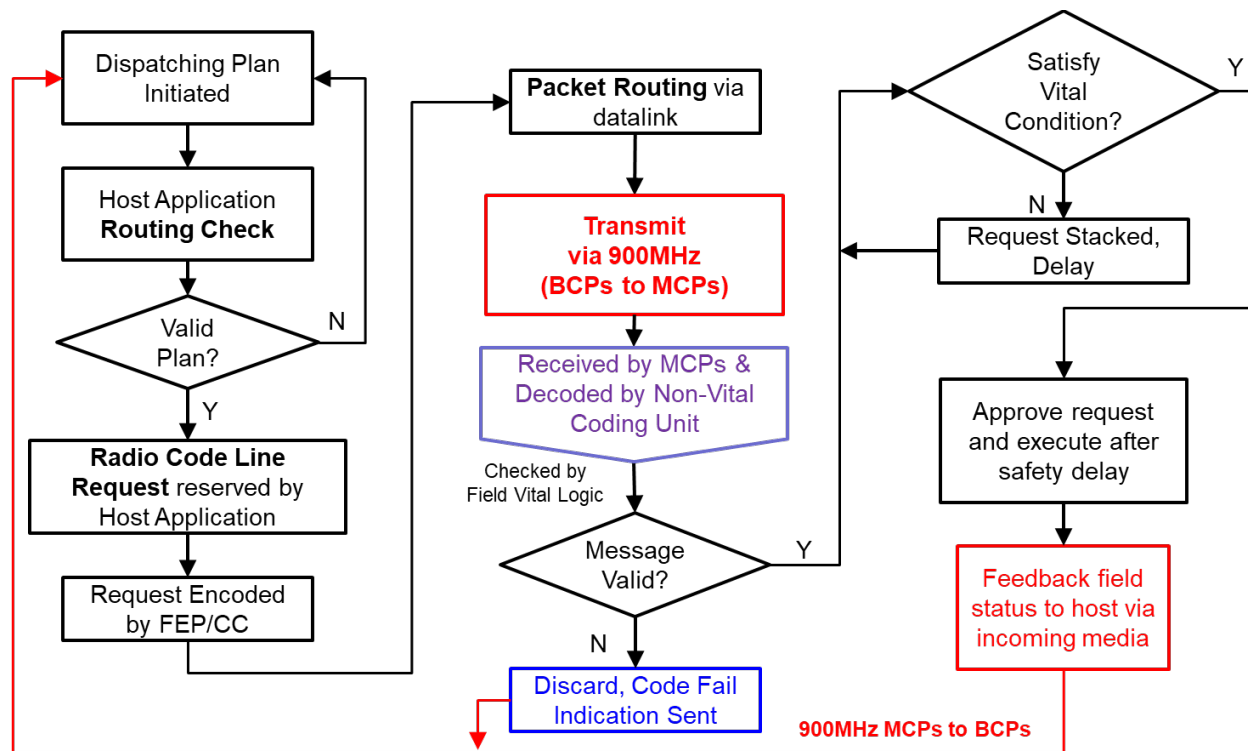 Dispatching Plan
Initiated
Host Application
Routing Check
Valid
Plan?
N
Y
Radio Code Line
Request reserved by
Host Application
Request Encoded
by FEP/CC
Packet Routing via
datalink
Transmit
via 900MHz
(BCPs to MCPs)
Received by MCPs &
Decoded by Non-Vital
Coding Unit
Checked by
Field Vital Logic
Message
Valid?
Y
N
Discard, Code Fail
Indication Sent
Satisfy
Vital
Condition?
Y
N
Request Stacked,
Delay
Approve request
and execute after
safety delay
Feedback field
status to host via
incoming media
900MHz MCPs to BCPs